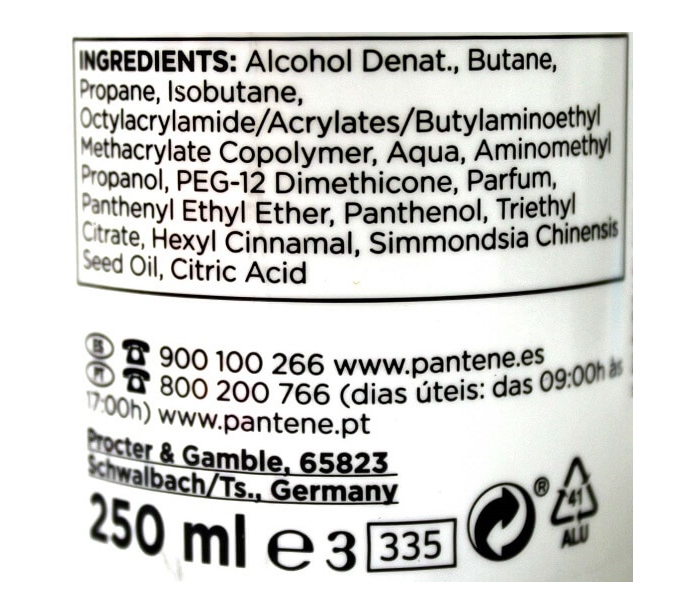 INGREDIENTS: Alcohol Denat., Butane,
Propane, Isobutane,
Octylacrylamide/Acrylates/Butylaminoethyl
Methacrylate Copolymer, Aqua, Aminomethyl
Propanol, PEG-12 Dimethicone, Parfum,
Panthenyl Ethyl Ether, Panthenol, Triethyl
Citrate, Hexyl Cinnamal, Simmondsia Chinensis
Seed Oil, Citric Acid
ES ☎ 900 100 266 www.pantene.es
PT ☎ 800 200 766 (dias úteis: das 09:00h às
17:00h) www.pantene.pt
Procter & Gamble, 65823
Schwalbach/Ts., Germany
250 ml e 3 335 ® 41
ALU